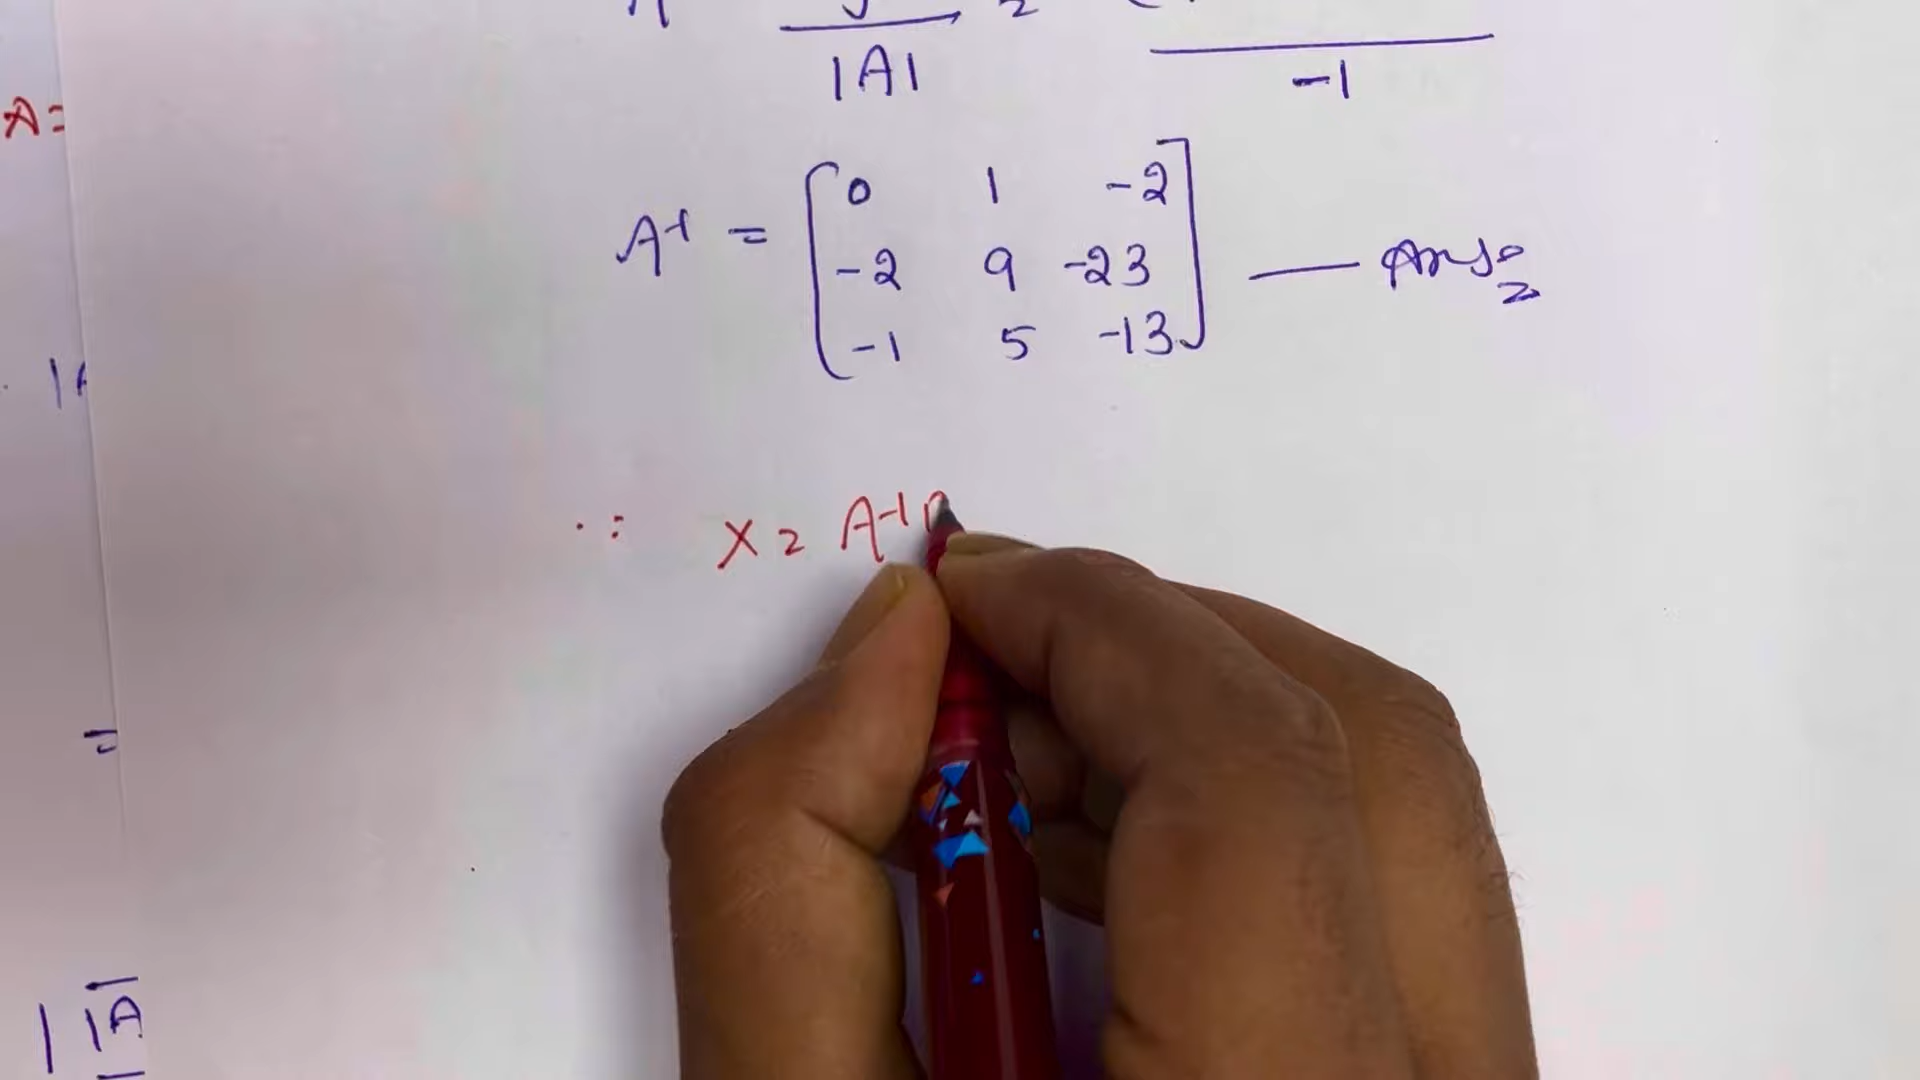 A=
|A|
-1
0 1 -2
A⁻¹ = -2 9 -23 — Ans
-1 5 -13
∵ X = A⁻¹
=
|A